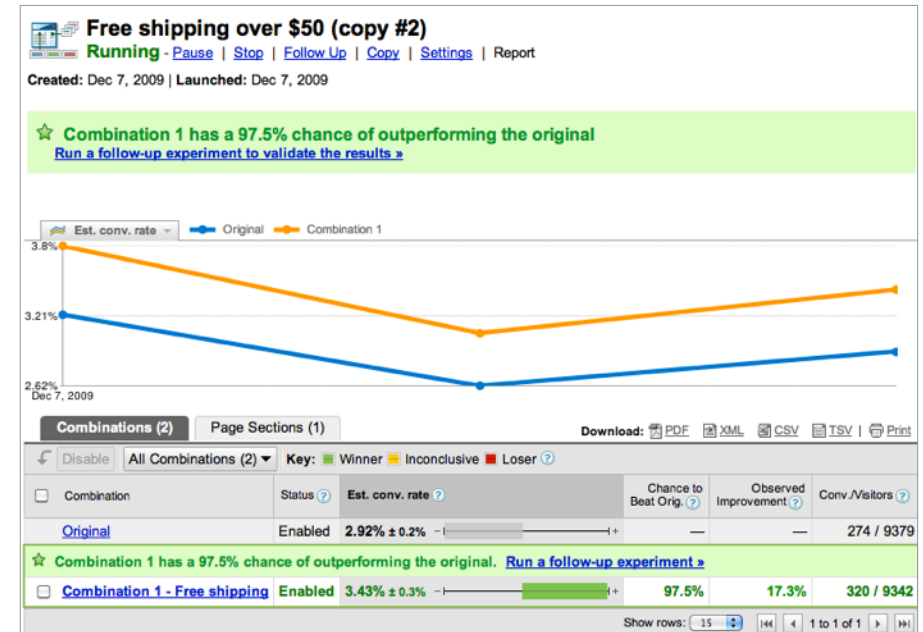 Free shipping over $50 (copy #2)
Running - Pause | Stop | Follow Up | Copy | Settings | Report
Created: Dec 7, 2009 | Launched: Dec 7, 2009
Combination 1 has a 97.5% chance of outperforming the original
Run a follow-up experiment to validate the results »
Est. conv. rate Original Combination 1
3.8%
3.21%
2.62%
Dec 7, 2009
Combinations (2) Page Sections (1) Download: PDF XML CSV TSV | Print
Disable All Combinations (2) Key: Winner Inconclusive Loser ?
Combination Status ? Est. conv. rate ? Chance to Beat Orig. ? Observed Improvement ? Conv./Visitors ?
Original Enabled 2.92% ± 0.2% - + — — 274 / 9379
Combination 1 has a 97.5% chance of outperforming the original. Run a follow-up experiment »
Combination 1 - Free shipping Enabled 3.43% ± 0.3% - + 97.5% 17.3% 320 / 9342
Show rows: 15 1 to 1 of 1